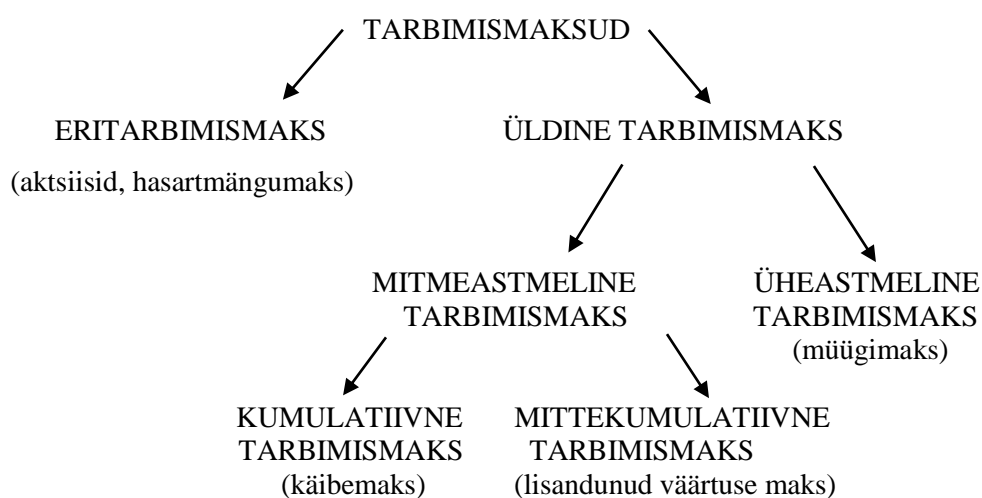 TARBIMISMAKSUD
ERITARBIMISMAKS
(aktsiisid, hasartmängumaks)
ÜLDINE TARBIMISMAKS
MITMEASTMELINE
TARBIMISMAKS
ÜHEASTMELINE
TARBIMISMAKS
(müügimaks)
KUMULATIIVNE
TARBIMISMAKS
(käibemaks)
MITTEKUMULATIIVNE
TARBIMISMAKS
(lisandunud väärtuse maks)